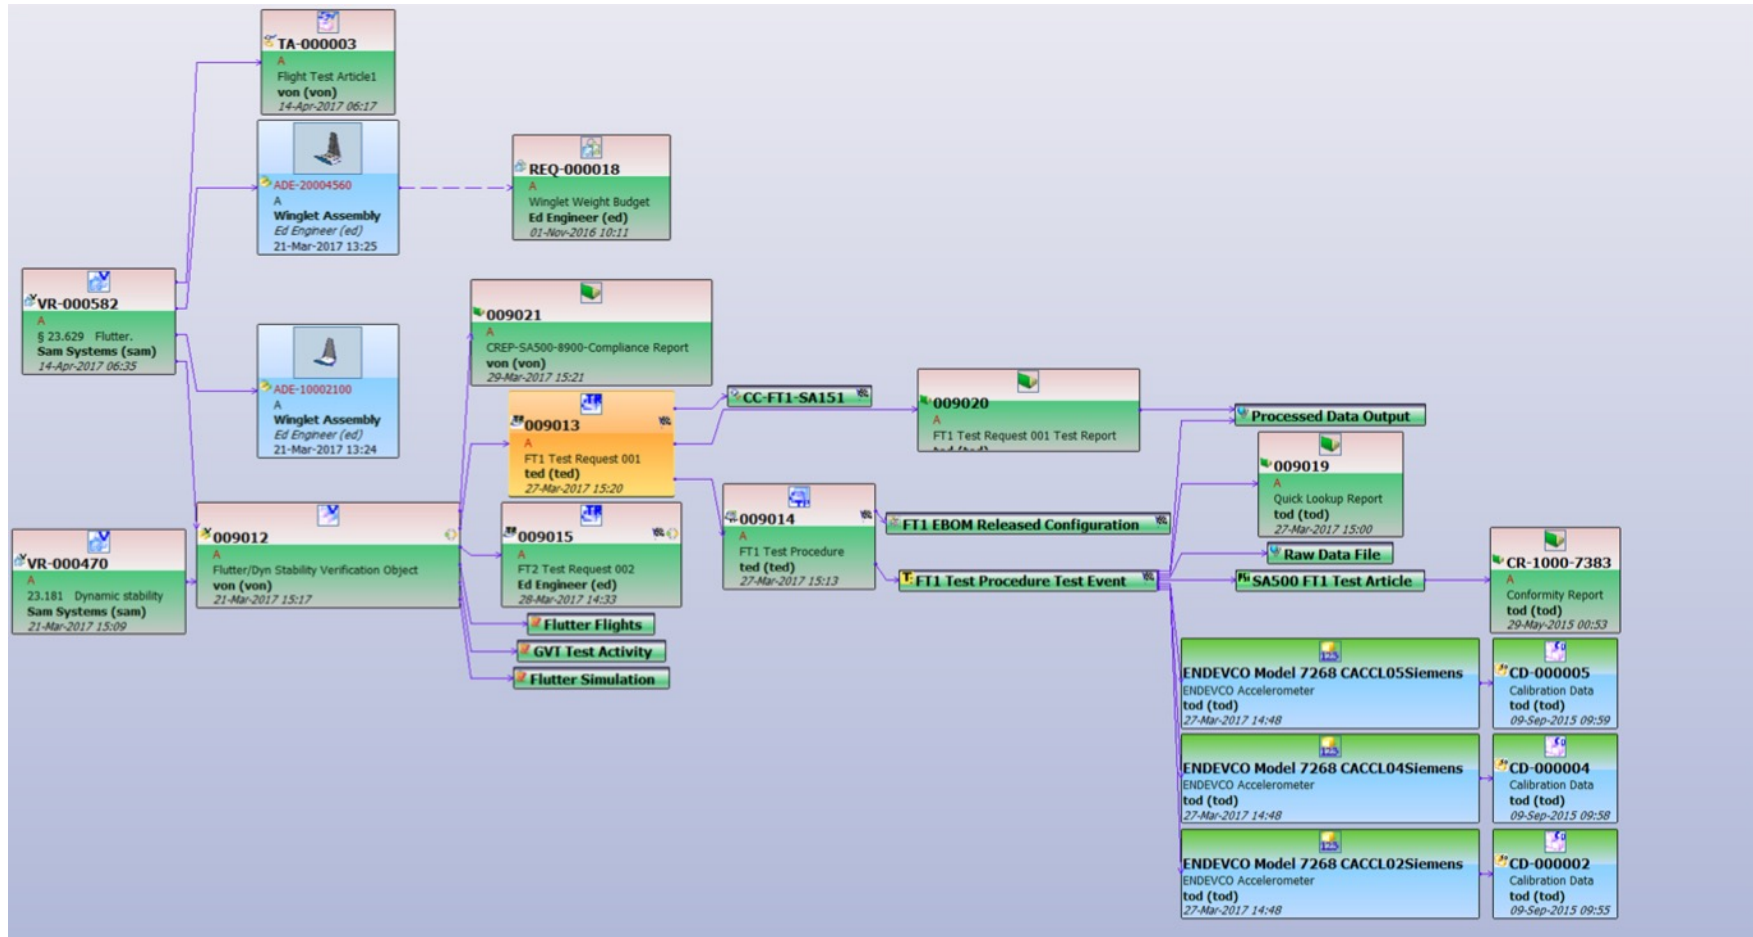 TA-000003
A
Flight Test Article1
von (von)
14-Apr-2017 06:17
ADE-20004560
A
Winglet Assembly
Ed Engineer (ed)
21-Mar-2017 13:25
REQ-000018
A
Winglet Weight Budget
Ed Engineer (ed)
01-Nov-2016 10:11
VR-000582
A
§ 23.629 Flutter.
Sam Systems (sam)
14-Apr-2017 06:35
ADE-10002100
A
Winglet Assembly
Ed Engineer (ed)
21-Mar-2017 13:24
009021
A
CREP-SA500-8900-Compliance Report
von (von)
29-Mar-2017 15:21
009013
A
FT1 Test Request 001
ted (ted)
27-Mar-2017 15:20
CC-FT1-SA151
009020
A
FT1 Test Request 001 Test Report
ted (ted)
Processed Data Output
009019
A
Quick Lookup Report
tod (tod)
27-Mar-2017 15:00
VR-000470
A
23.181 Dynamic stability
Sam Systems (sam)
21-Mar-2017 15:09
009012
A
Flutter/Dyn Stability Verification Object
von (von)
21-Mar-2017 15:17
009015
A
FT2 Test Request 002
Ed Engineer (ed)
28-Mar-2017 14:33
009014
A
FT1 Test Procedure
ted (ted)
27-Mar-2017 15:13
FT1 EBOM Released Configuration
FT1 Test Procedure Test Event
Raw Data File
SA500 FT1 Test Article
CR-1000-7383
A
Conformity Report
tod (tod)
29-May-2015 00:53
Flutter Flights
GVT Test Activity
Flutter Simulation
ENDEVCO Model 7268 CACCL05Siemens
ENDEVCO Accelerometer
tod (tod)
27-Mar-2017 14:48
CD-000005
Calibration Data
tod (tod)
09-Sep-2015 09:59
ENDEVCO Model 7268 CACCL04Siemens
ENDEVCO Accelerometer
tod (tod)
27-Mar-2017 14:48
CD-000004
Calibration Data
tod (tod)
09-Sep-2015 09:58
ENDEVCO Model 7268 CACCL02Siemens
ENDEVCO Accelerometer
tod (tod)
27-Mar-2017 14:48
CD-000002
Calibration Data
tod (tod)
09-Sep-2015 09:55